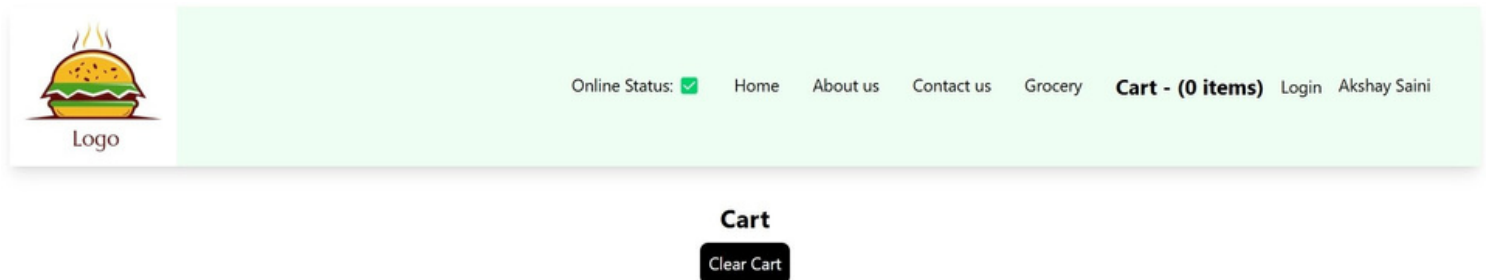 Logo
Online Status: ✅ Home About us Contact us Grocery Cart - (0 items) Login Akshay Saini
Cart
Clear Cart